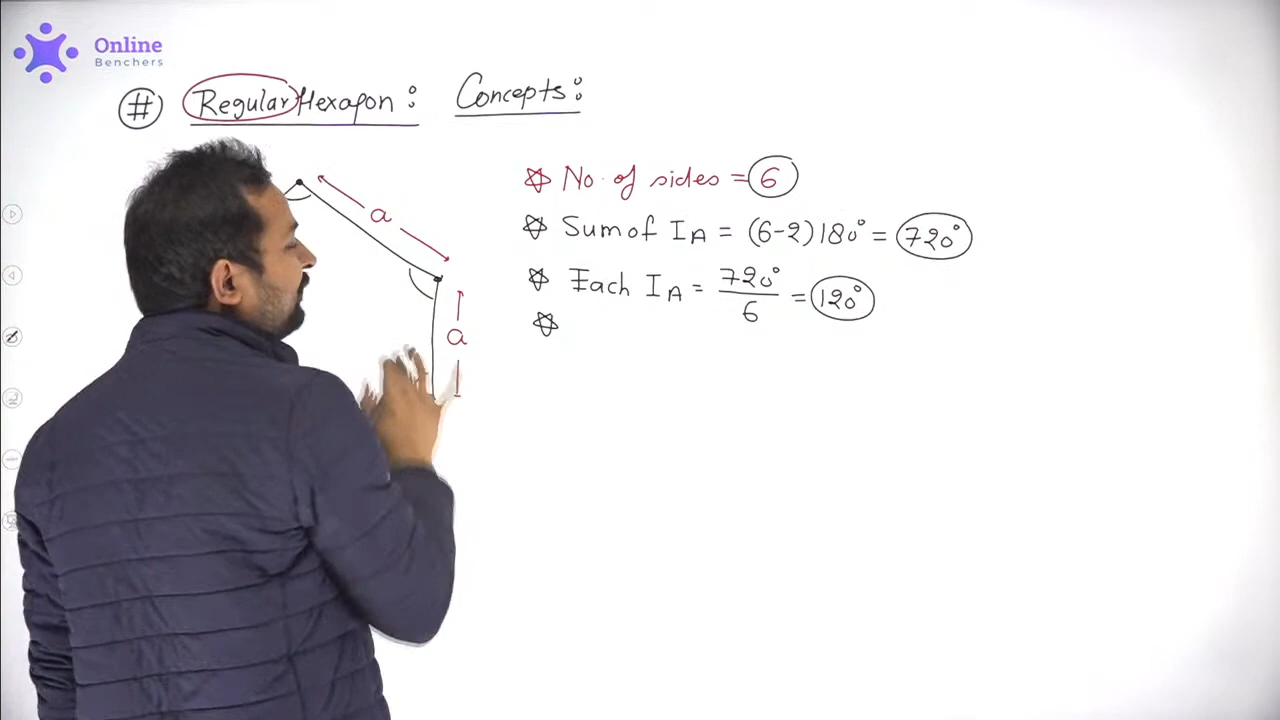 Online
Benchers
# Regular Hexagon : Concepts :
a
a
No. of sides = 6
Sum of IA = (6-2)180° = 720°
Each IA = 720°/6 = 120°